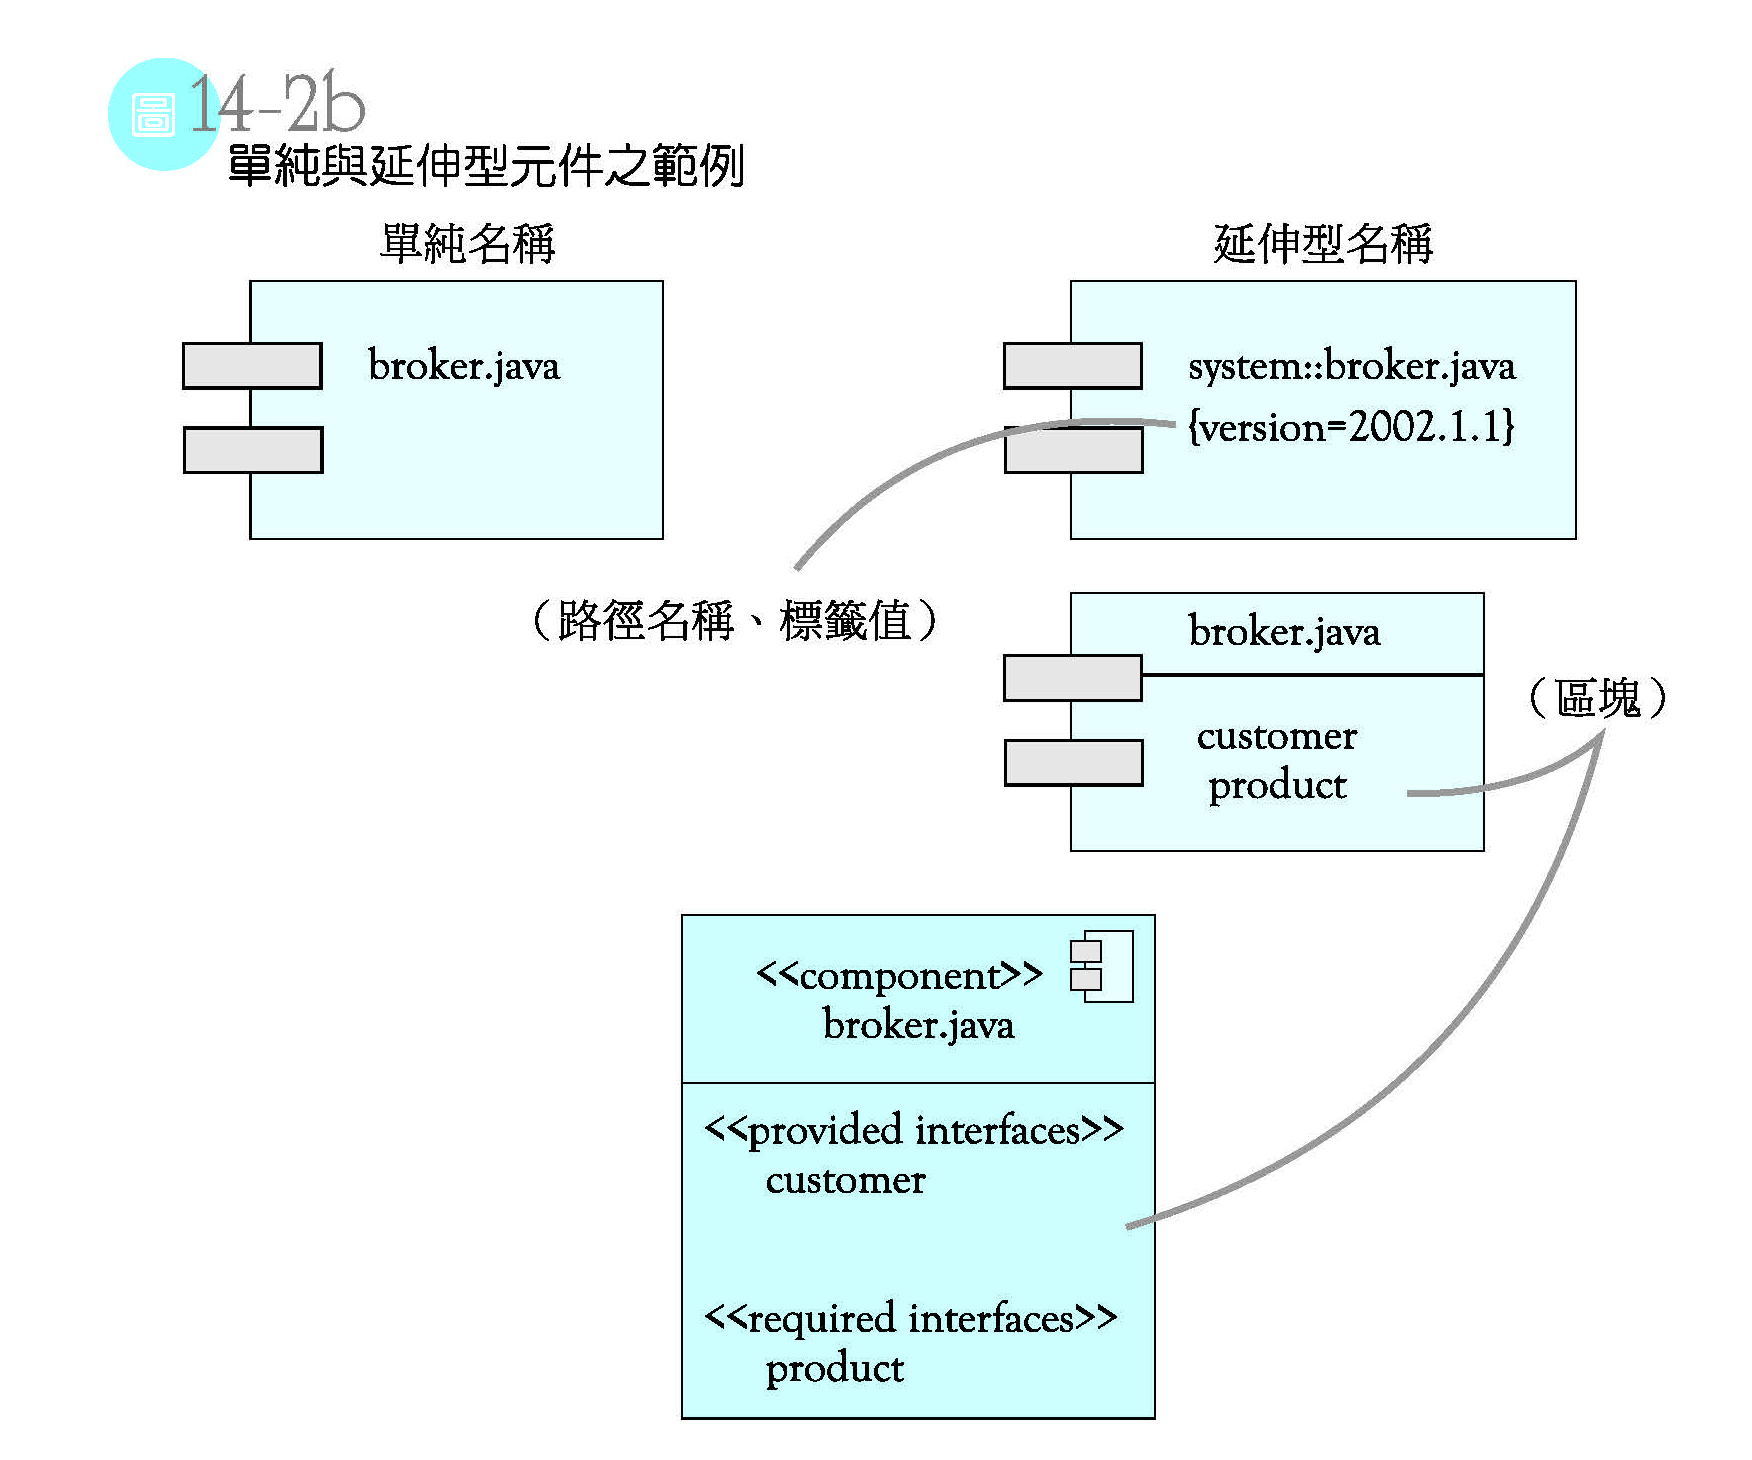 圖 14-2b
單純與延伸型元件之範例
單純名稱
broker.java
延伸型名稱
system::broker.java
{version=2002.1.1}
（路徑名稱、標籤值）
broker.java
customer
product
（區塊）
<<component>>
broker.java
<<provided interfaces>>
customer
<<required interfaces>>
product